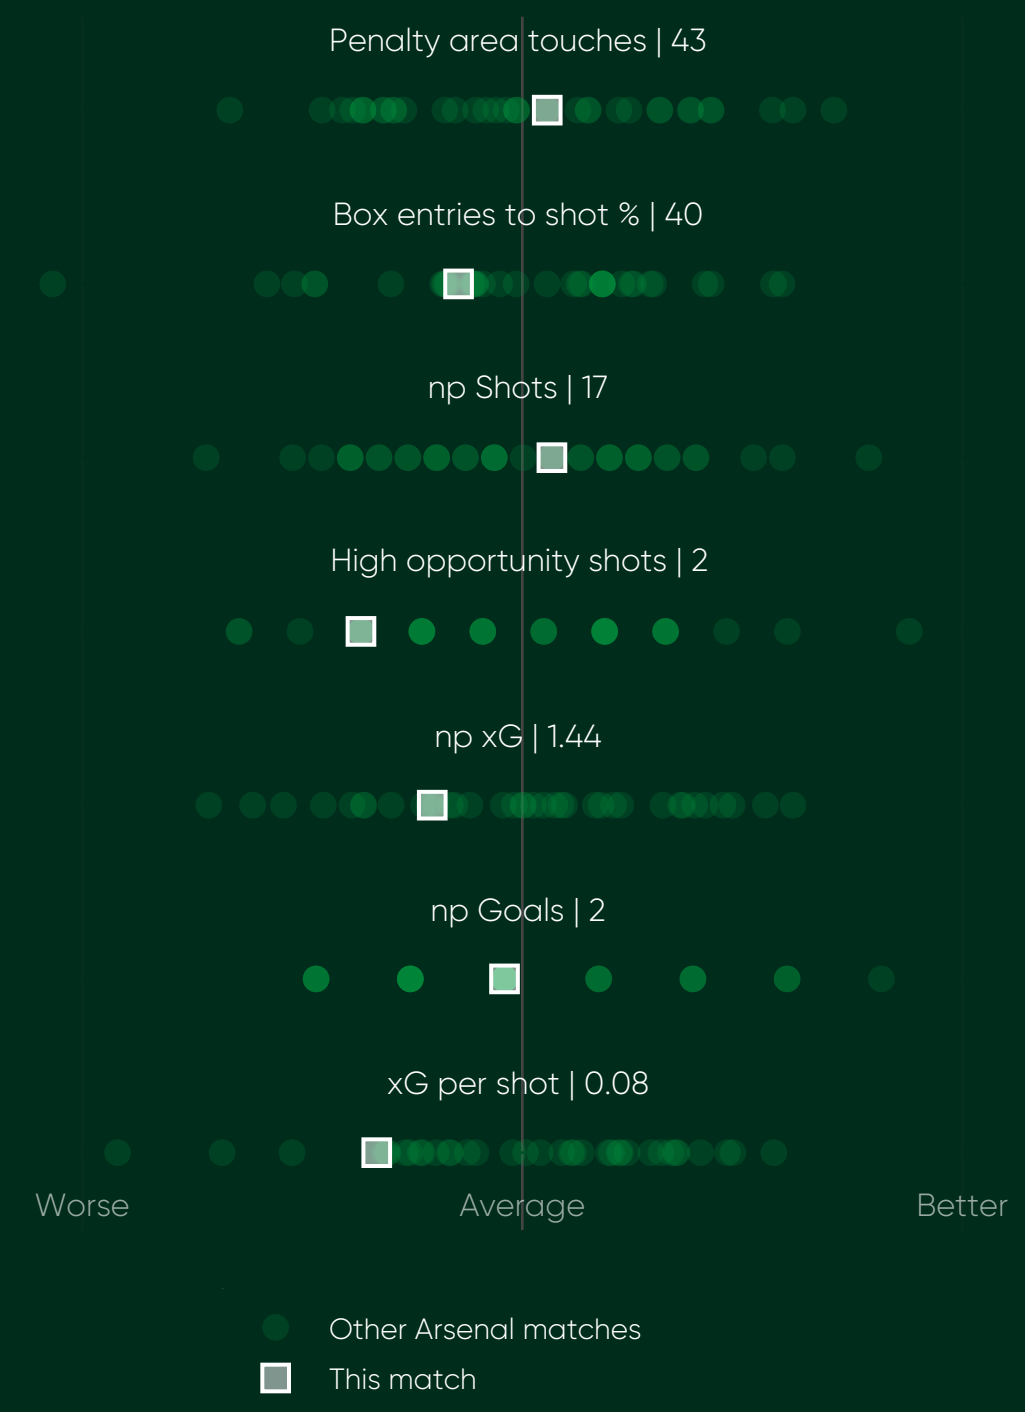 Penalty area touches | 43
Box entries to shot % | 40
np Shots | 17
High opportunity shots | 2
np xG | 1.44
np Goals | 2
xG per shot | 0.08
Worse Average Better
Other Arsenal matches
This match